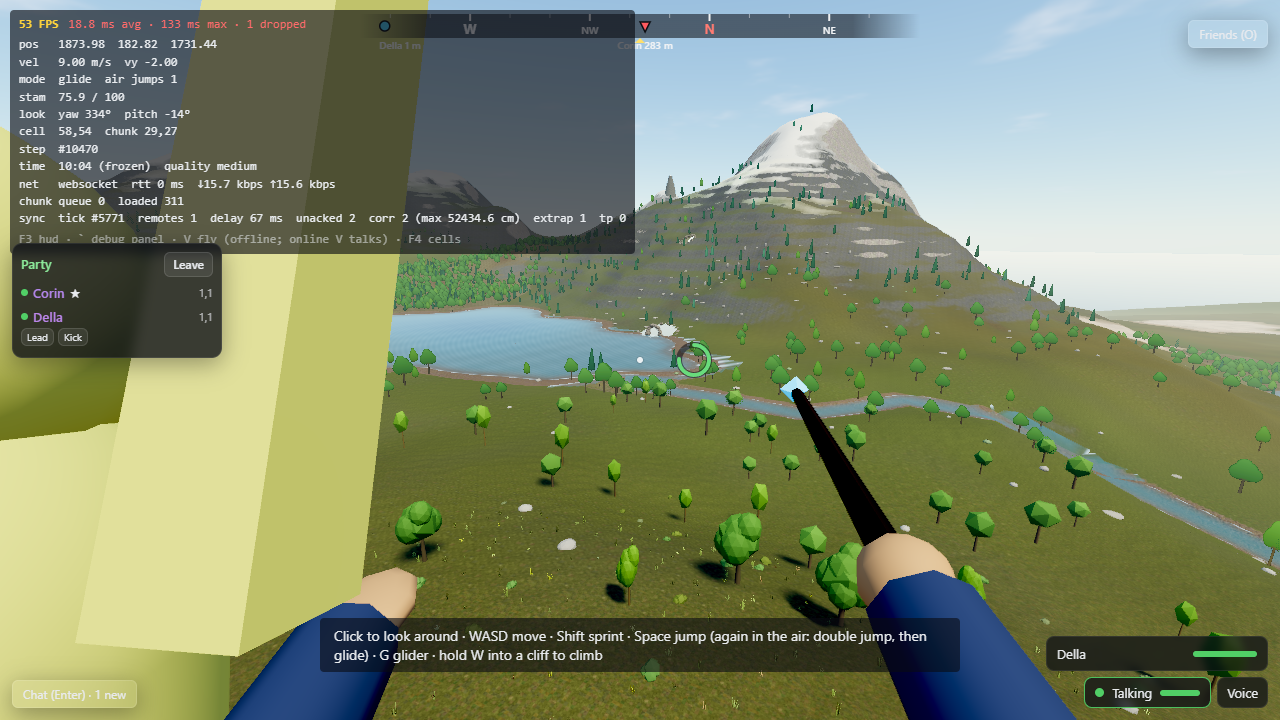 53 FPS 18.8 ms avg · 133 ms max · 1 dropped
pos 1873.98 182.82 1731.44
vel 9.00 m/s vy -2.00
mode glide air jumps 1
stam 75.9 / 100
look yaw 334° pitch -14°
cell 58,54 chunk 29,27
step #10470
time 10:04 (frozen) quality medium
net websocket rtt 0 ms ↓15.7 kbps ↑15.6 kbps
chunk queue 0 loaded 311
sync tick #5771 remotes 1 delay 67 ms unacked 2 corr 2 (max 52434.6 cm) extrap 1 tp 0
F3 hud · ` debug panel · V fly (offline; online V talks) · F4 cells
W NW N NE
Della 1 m
Corin 283 m
Friends (O)
Party Leave
Corin ★ 1,1
Della 1,1
Lead Kick
Click to look around · WASD move · Shift sprint · Space jump (again in the air: double jump, then
glide) · G glider · hold W into a cliff to climb
Della
Talking Voice
Chat (Enter) · 1 new